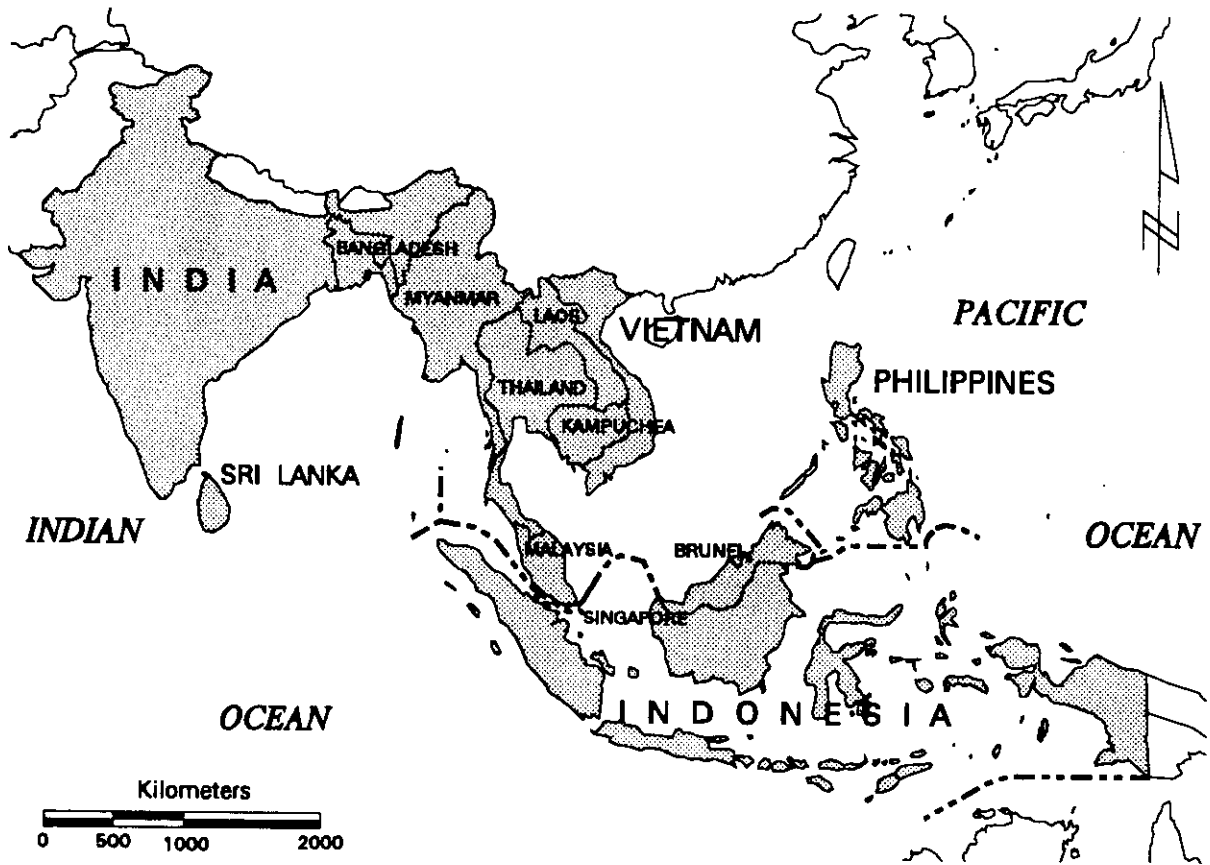 BANGLADESH
INDIA
MYANMAR
LAOS
VIETNAM
PACIFIC
THAILAND
PHILIPPINES
KAMPUCHEA
SRI LANKA
INDIAN
OCEAN
MALAYSIA
BRUNEI
SINGAPORE
OCEAN
INDONESIA
Kilometers
0 500 1000 2000
N